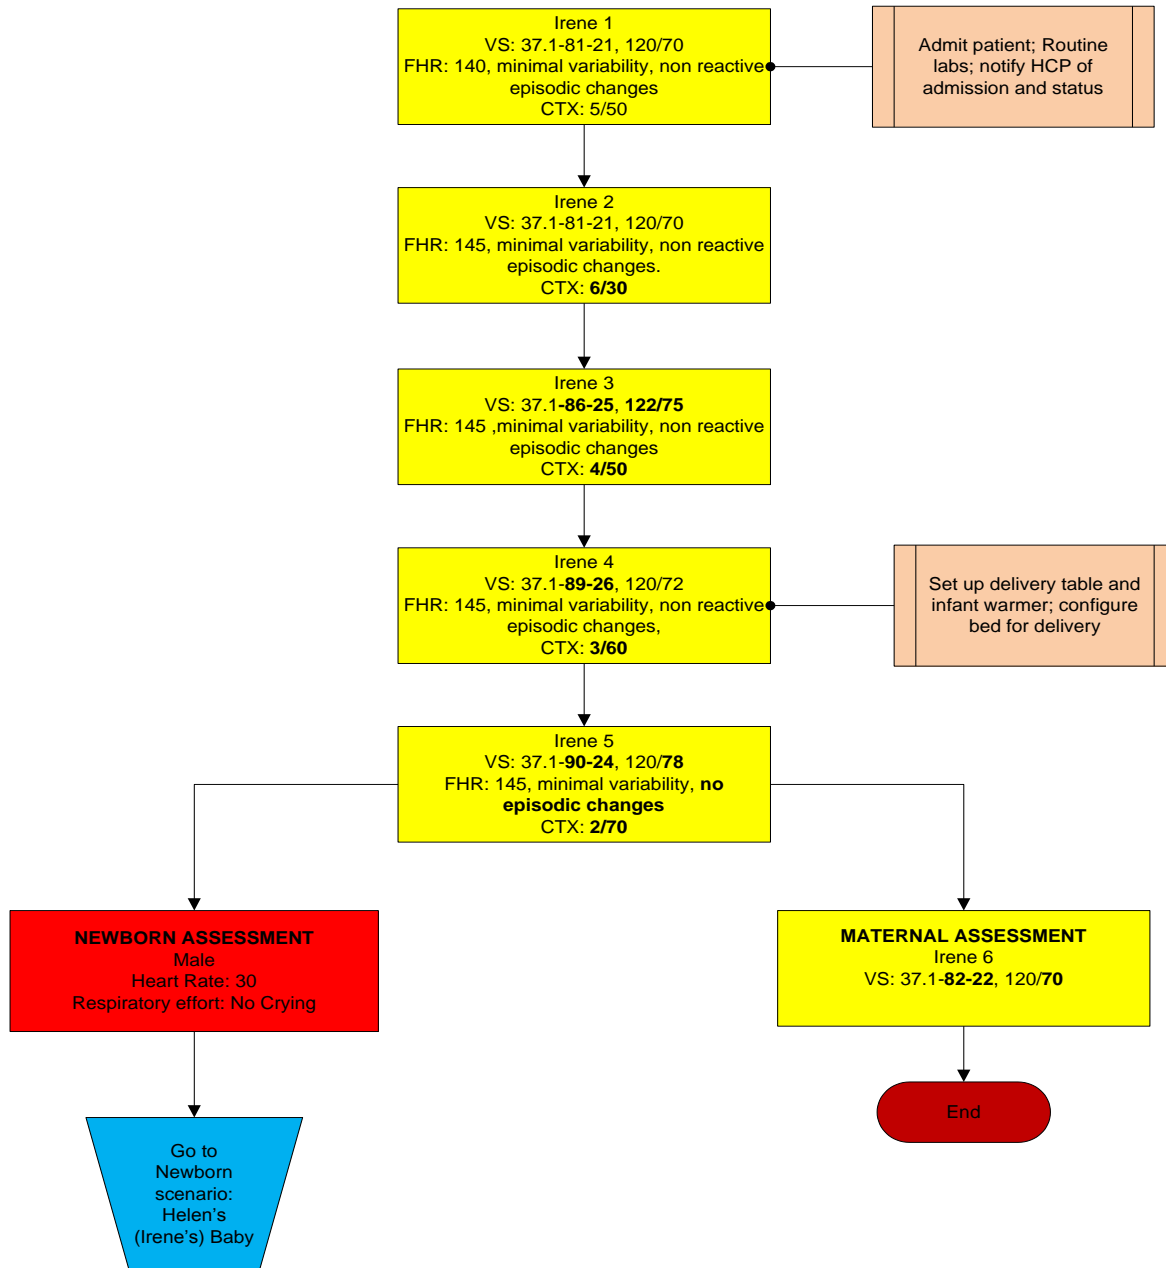 Irene 1
VS: 37.1-81-21, 120/70
FHR: 140, minimal variability, non reactive
episodic changes
CTX: 5/50
Admit patient; Routine
labs; notify HCP of
admission and status
Irene 2
VS: 37.1-81-21, 120/70
FHR: 145, minimal variability, non reactive
episodic changes.
CTX: 6/30
Irene 3
VS: 37.1-86-25, 122/75
FHR: 145 ,minimal variability, non reactive
episodic changes
CTX: 4/50
Irene 4
VS: 37.1-89-26, 120/72
FHR: 145, minimal variability, non reactive
episodic changes,
CTX: 3/60
Set up delivery table and
infant warmer; configure
bed for delivery
Irene 5
VS: 37.1-90-24, 120/78
FHR: 145, minimal variability, no
episodic changes
CTX: 2/70
NEWBORN ASSESSMENT
Male
Heart Rate: 30
Respiratory effort: No Crying
MATERNAL ASSESSMENT
Irene 6
VS: 37.1-82-22, 120/70
Go to
Newborn
scenario:
Helen's
(Irene's) Baby
End